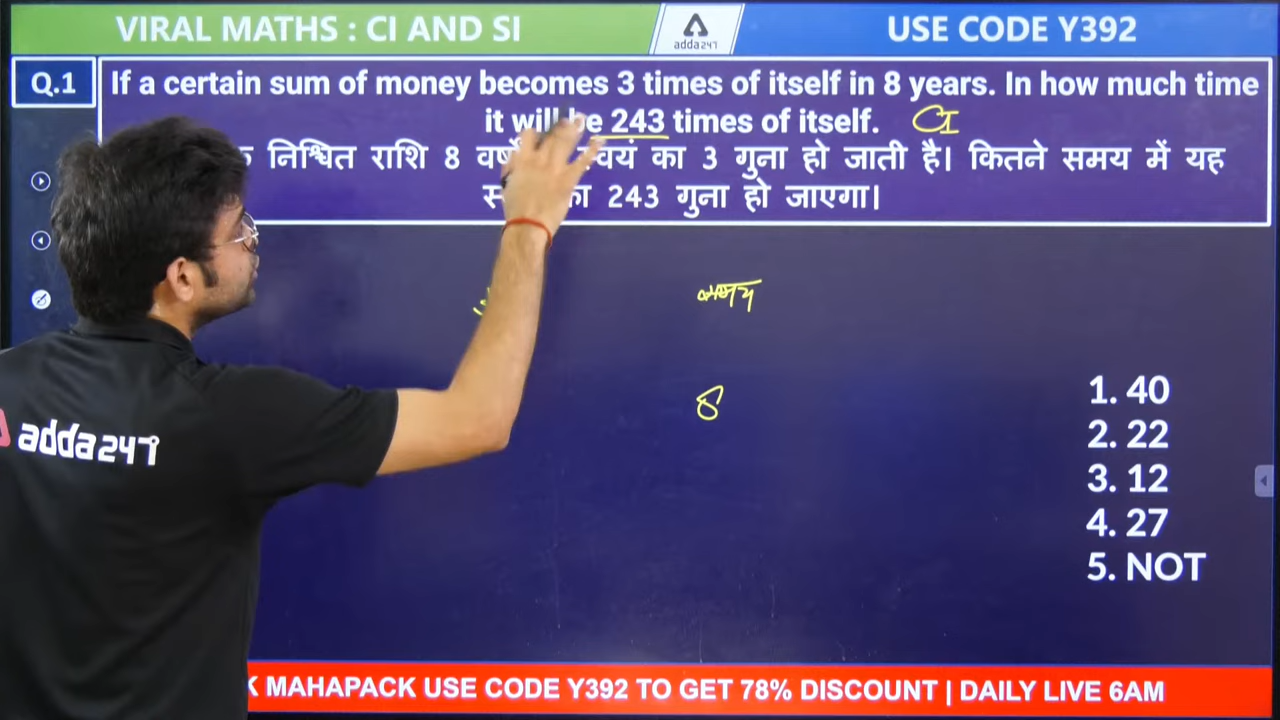 VIRAL MATHS : CI AND SI
adda247
USE CODE Y392
Q.1
If a certain sum of money becomes 3 times of itself in 8 years. In how much time
it will be 243 times of itself. CI
निश्चित राशि 8 का 3 गुना हो जाती है। कितने समय में यह
243 गुना हो जाएगा।
समय
8
1. 40
2. 22
3. 12
4. 27
5. NOT
adda247
K MAHAPACK USE CODE Y392 TO GET 78% DISCOUNT | DAILY LIVE 6AM